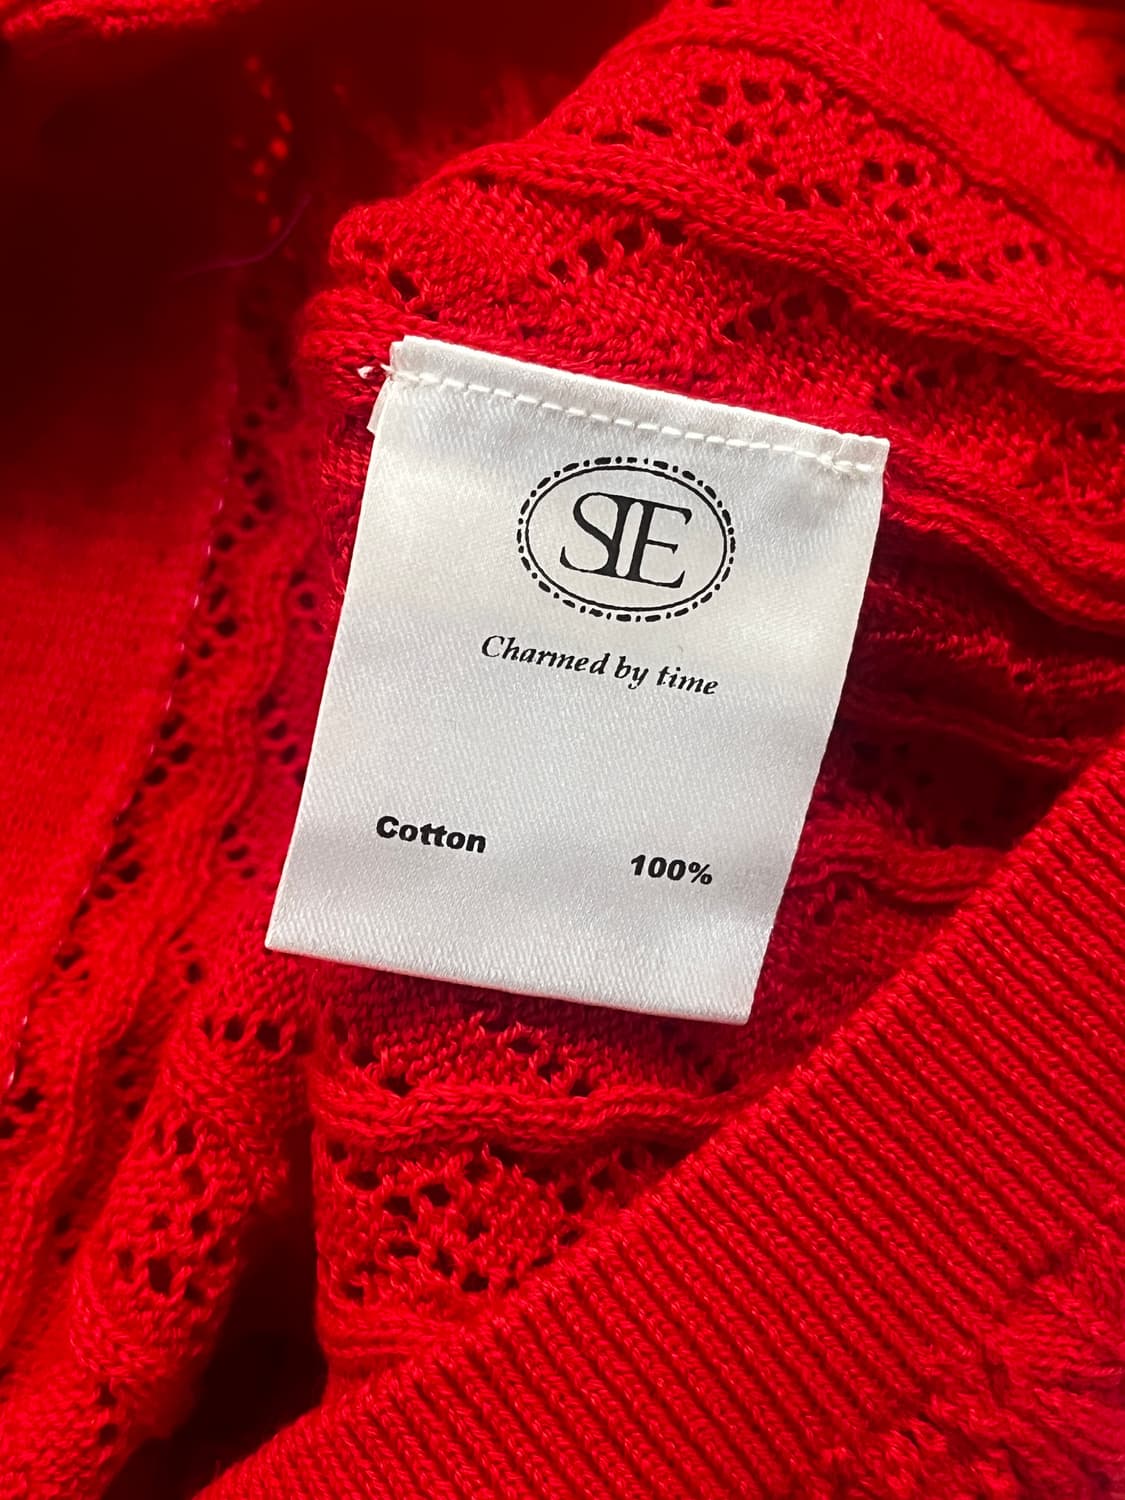 SIE
Charmed by time
Cotton
100%